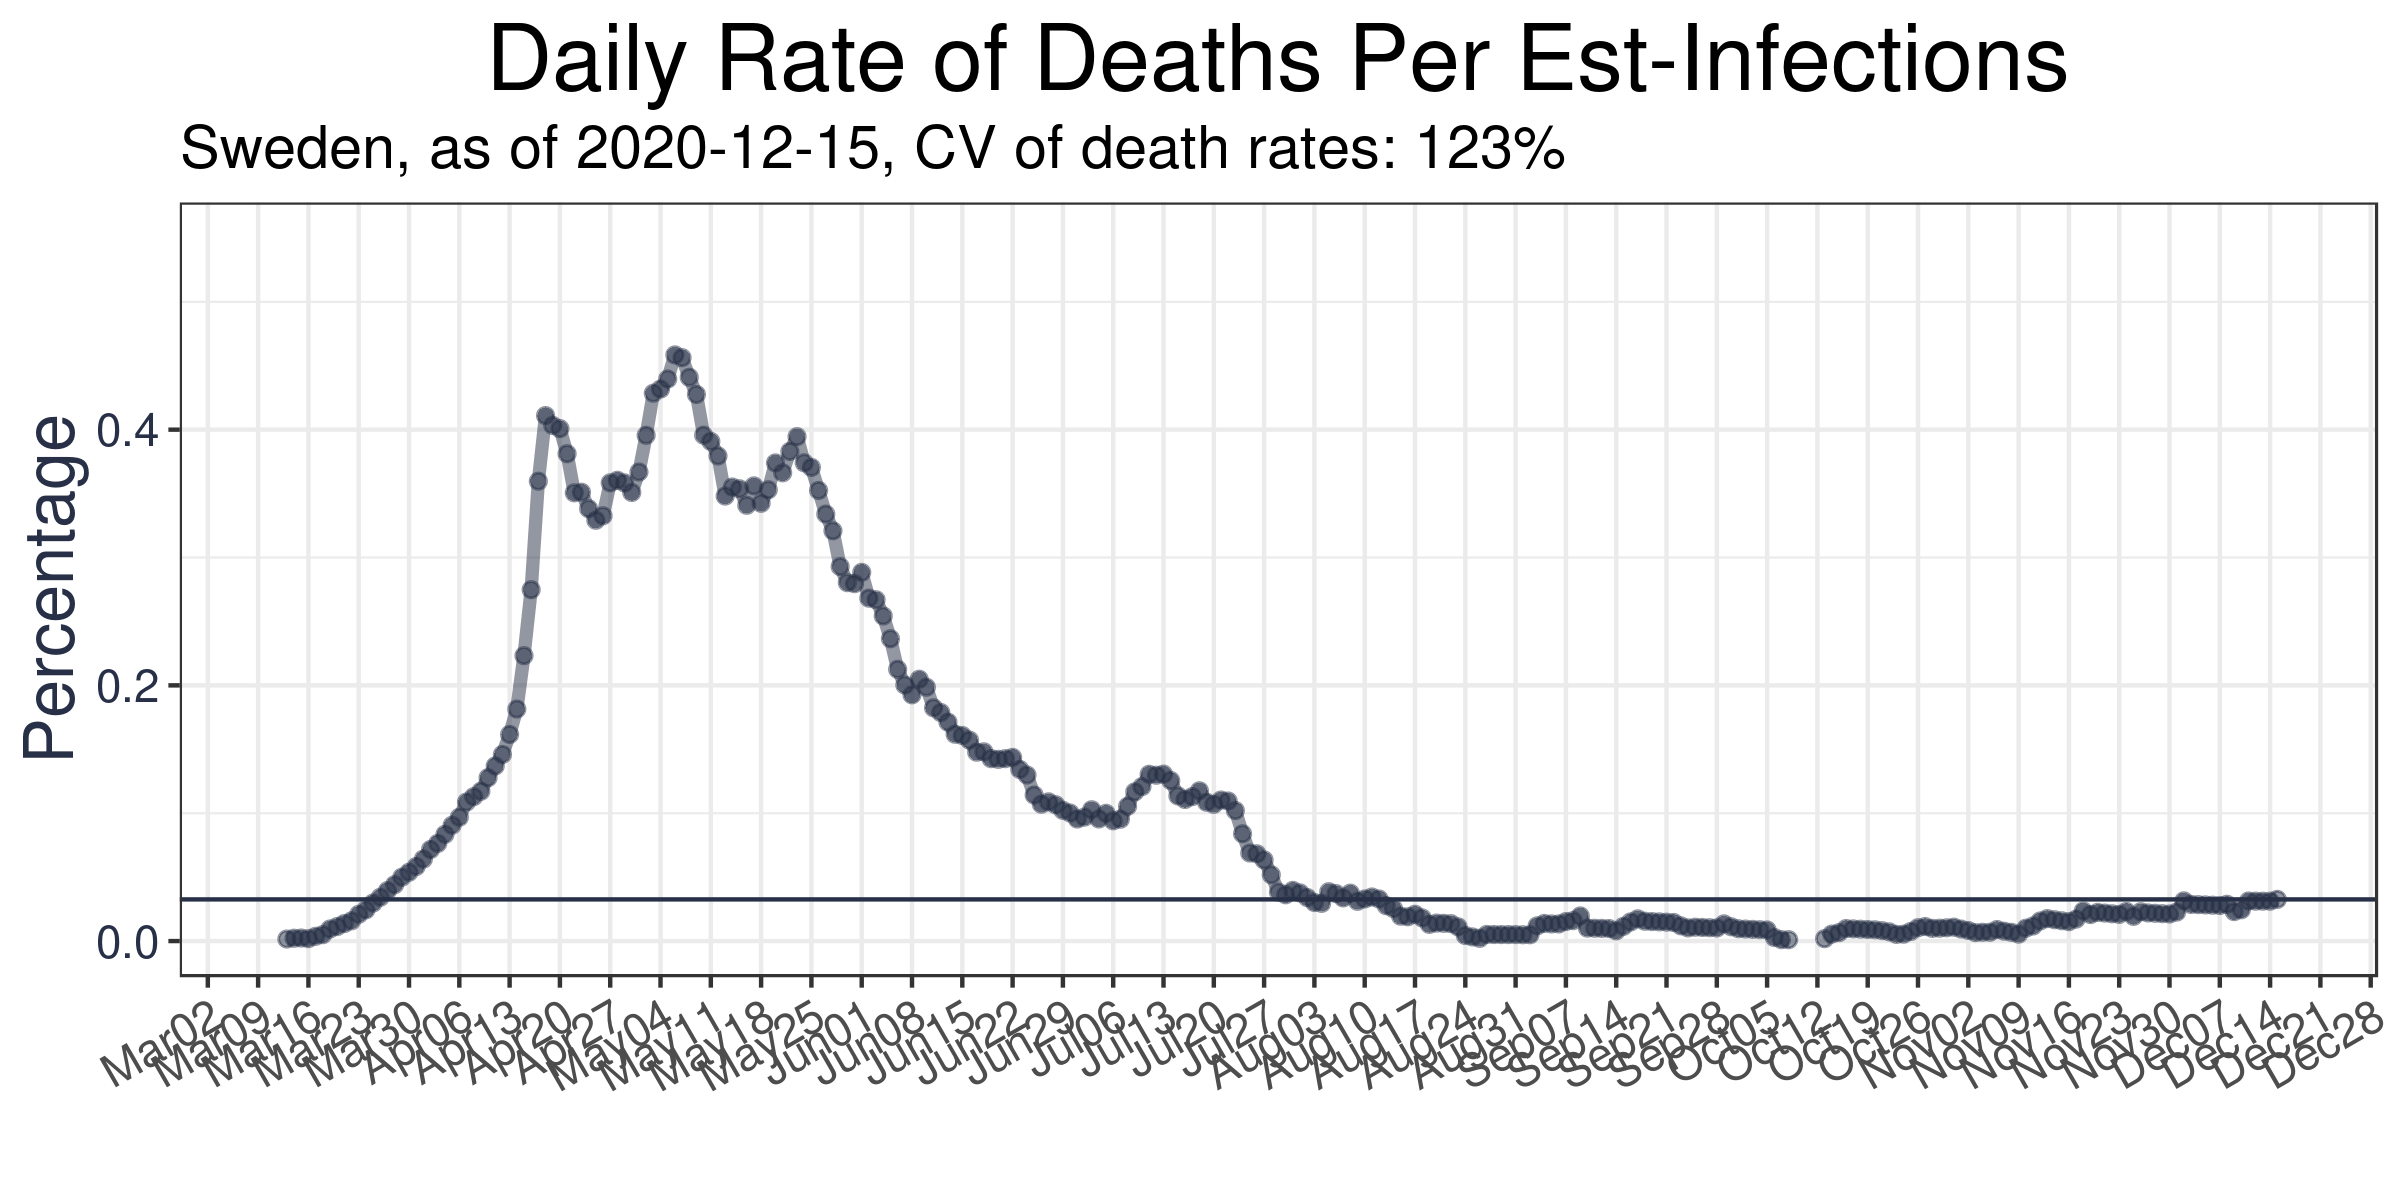 Daily Rate of Deaths Per Est-Infections
Sweden, as of 2020-12-15, CV of death rates: 123%
Percentage
0.4
0.2
0.0
Mar02
Mar09
Mar16
Mar23
Mar30
Apr06
Apr13
Apr20
Apr27
May04
May11
May18
May25
Jun01
Jun08
Jun15
Jun22
Jun29
Jul06
Jul13
Jul20
Jul27
Aug03
Aug10
Aug17
Aug24
Aug31
Sep07
Sep14
Sep21
Sep28
Oct05
Oct12
Oct19
Oct26
Nov02
Nov09
Nov16
Nov23
Nov30
Dec07
Dec14
Dec21
Dec28